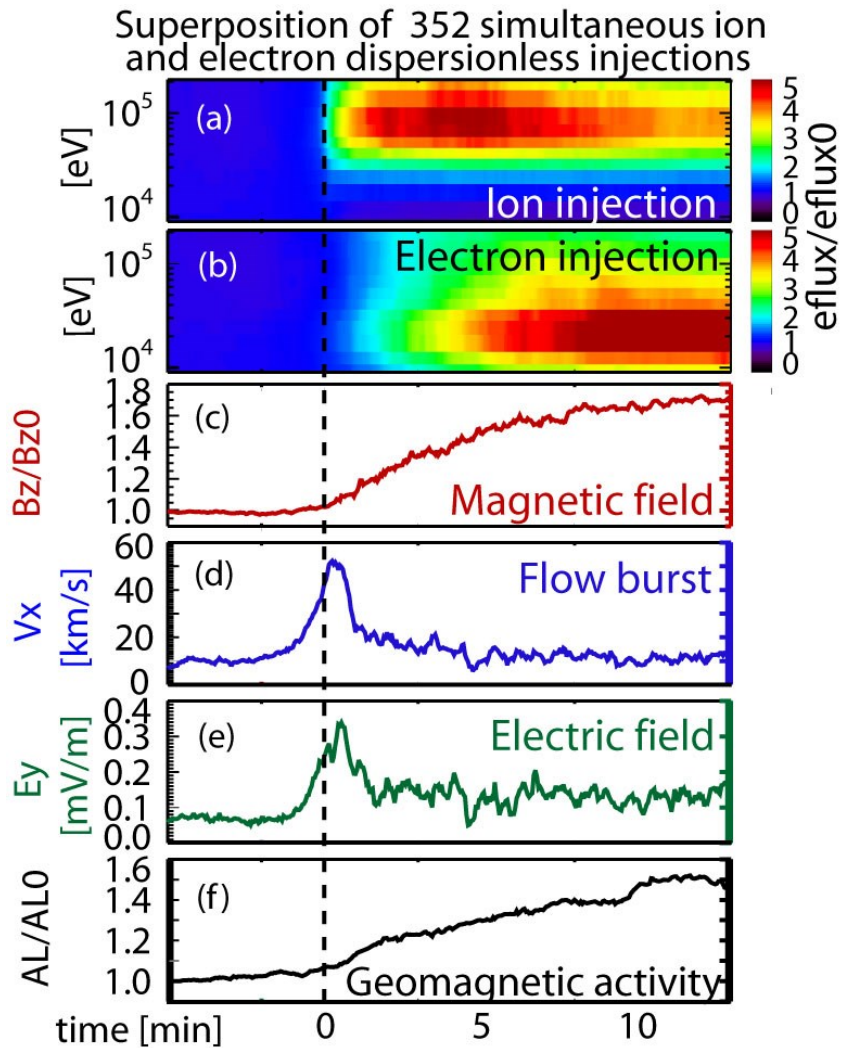 Superposition of 352 simultaneous ion
and electron dispersionless injections
(a)
[eV]
10^5
10^4
Ion injection
5
4
3
2
1
0
eflux/eflux0
(b)
[eV]
10^5
10^4
Electron injection
5
4
3
2
1
0
(c)
Bz/Bz0
1.8
1.6
1.4
1.2
1.0
Magnetic field
(d)
Vx
[km/s]
60
40
20
0
Flow burst
(e)
Ey
[mV/m]
0.4
0.3
0.2
0.1
0.0
Electric field
(f)
AL/AL0
1.6
1.4
1.2
1.0
Geomagnetic activity
time [min] 0 5 10